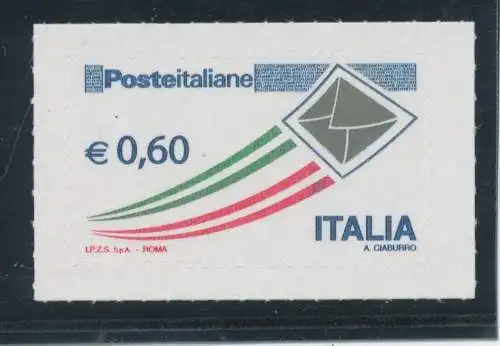 Posteitaliane
€ 0,60
ITALIA
I.P.Z.S. S.p.A. - ROMA
A. CIABURRO